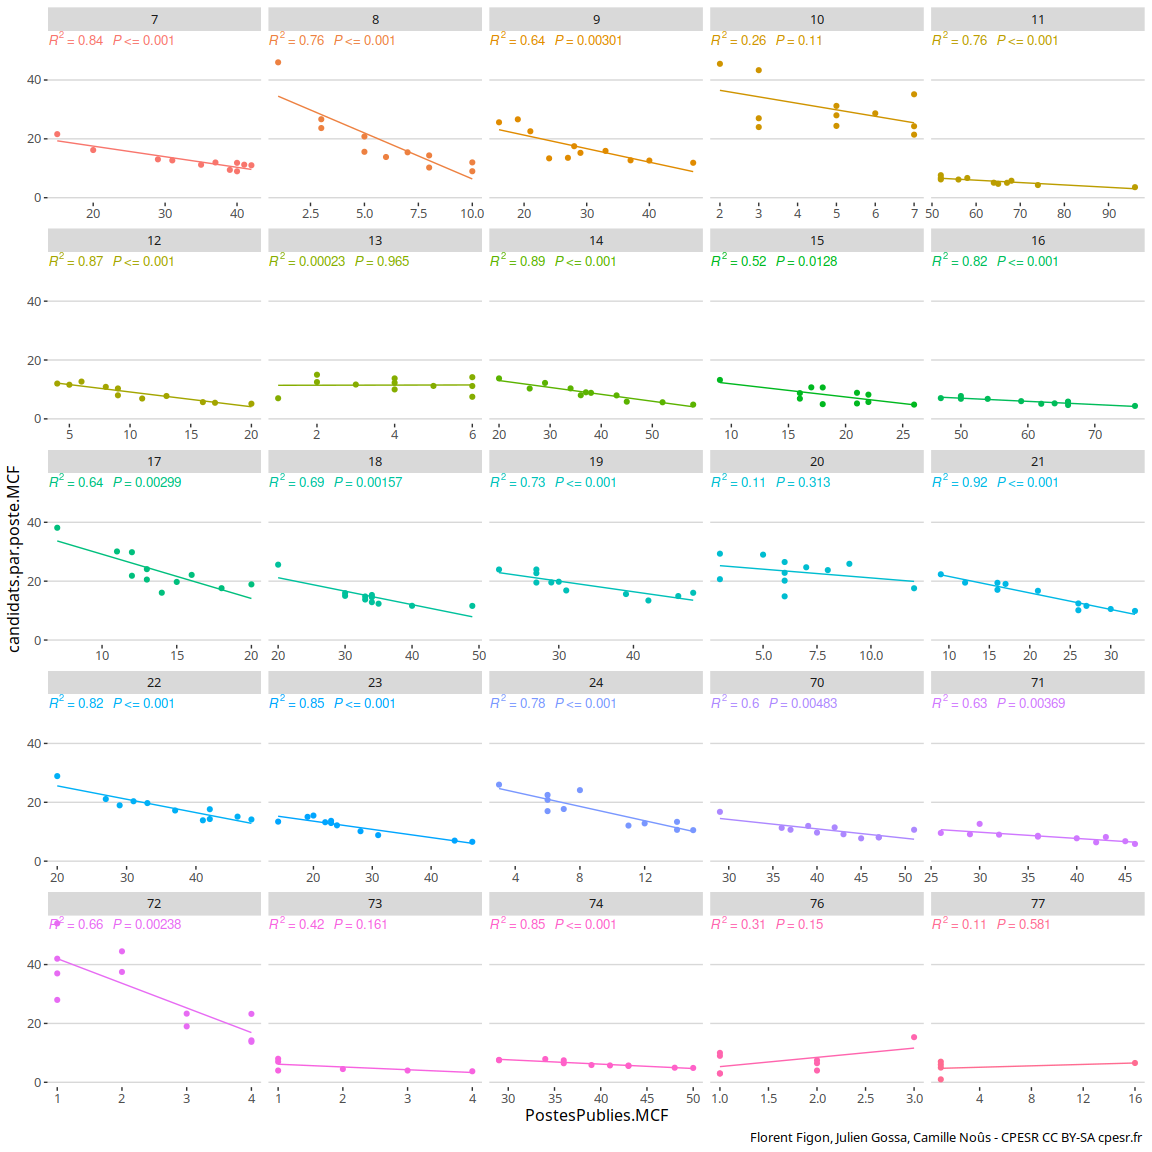 7 8 9 10 11
R2 = 0.84 P <= 0.001 R2 = 0.76 P <= 0.001 R2 = 0.64 P = 0.00301 R2 = 0.26 P = 0.11 R2 = 0.76 P <= 0.001
40
20
0
20 30 40 2.5 5.0 7.5 10.0 20 30 40 2 3 4 5 6 7 50 60 70 80 90
12 13 14 15 16
R2 = 0.87 P <= 0.001 R2 = 0.00023 P = 0.965 R2 = 0.89 P <= 0.001 R2 = 0.52 P = 0.0128 R2 = 0.82 P <= 0.001
40
20
0
5 10 15 20 2 4 6 20 30 40 50 10 15 20 25 50 60 70
17 18 19 20 21
R2 = 0.64 P = 0.00299 R2 = 0.69 P = 0.00157 R2 = 0.73 P <= 0.001 R2 = 0.11 P = 0.313 R2 = 0.92 P <= 0.001
candidats.par.poste.MCF
40
20
0
10 15 20 20 30 40 50 30 40 5.0 7.5 10.0 10 15 20 25 30
22 23 24 70 71
R2 = 0.82 P <= 0.001 R2 = 0.85 P <= 0.001 R2 = 0.78 P <= 0.001 R2 = 0.6 P = 0.00483 R2 = 0.63 P = 0.00369
40
20
0
20 30 40 20 30 40 4 8 12 30 35 40 45 50 25 30 35 40 45
72 73 74 76 77
R2 = 0.66 P = 0.00238 R2 = 0.42 P = 0.161 R2 = 0.85 P <= 0.001 R2 = 0.31 P = 0.15 R2 = 0.11 P = 0.581
40
20
0
1 2 3 4 1 2 3 4 30 35 40 45 50 1.0 1.5 2.0 2.5 3.0 4 8 12 16
PostesPublies.MCF
Florent Figon, Julien Gossa, Camille Noûs - CPESR CC BY-SA cpesr.fr